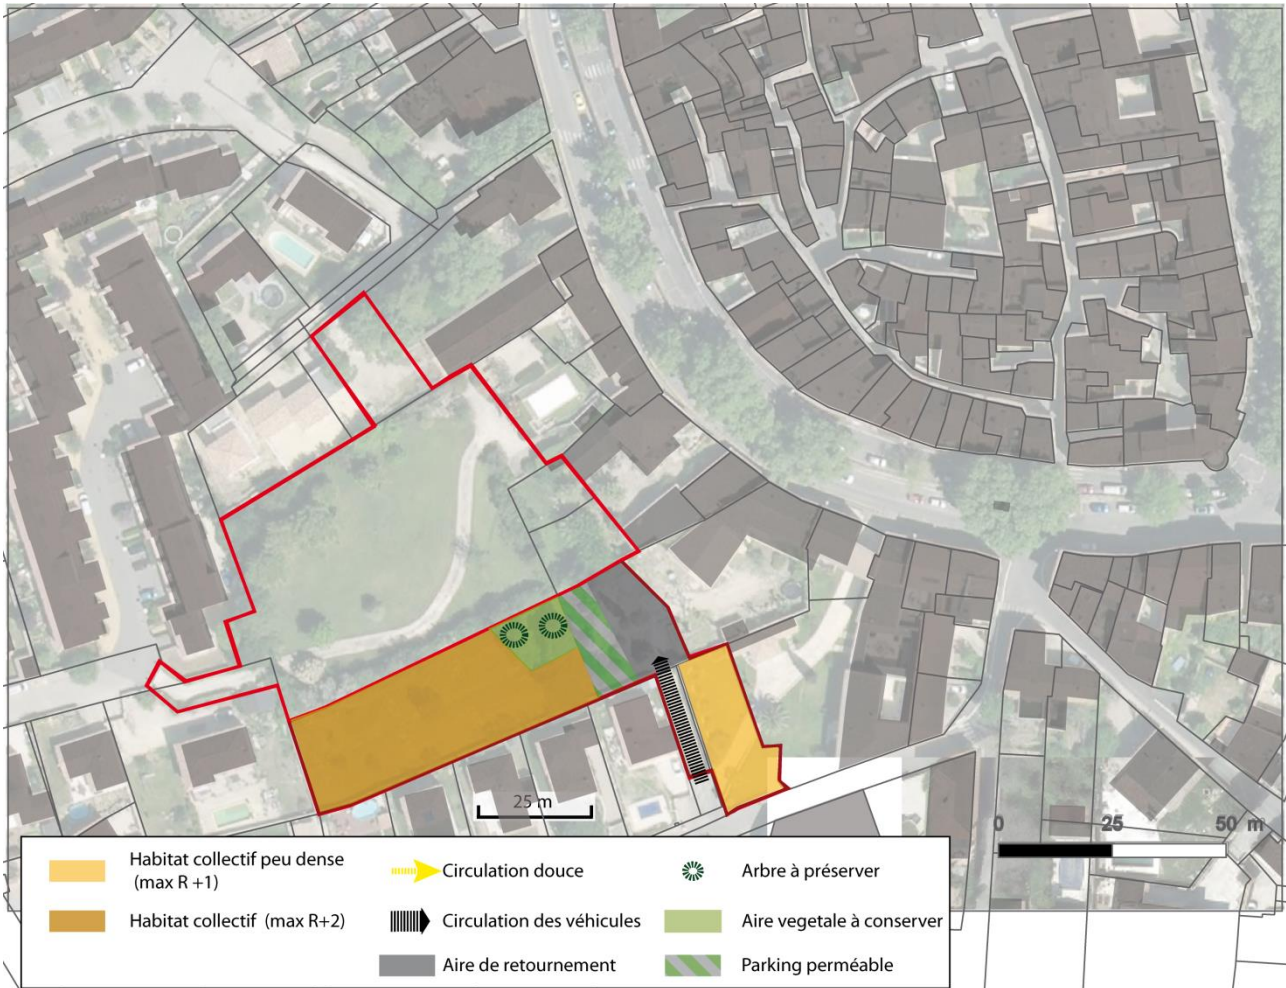 25 m
0 25 50 m
Habitat collectif peu dense
(max R +1)
Circulation douce
Arbre à préserver
Habitat collectif (max R+2)
Circulation des véhicules
Aire vegetale à conserver
Aire de retournement
Parking perméable